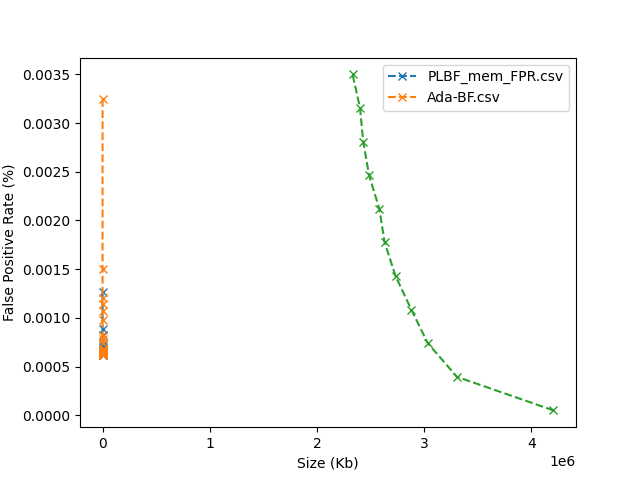 PLBF_mem_FPR.csv
Ada-BF.csv
0.0035
0.0030
0.0025
0.0020
0.0015
0.0010
0.0005
0.0000
False Positive Rate (%)
0 1 2 3 4
1e6
Size (Kb)